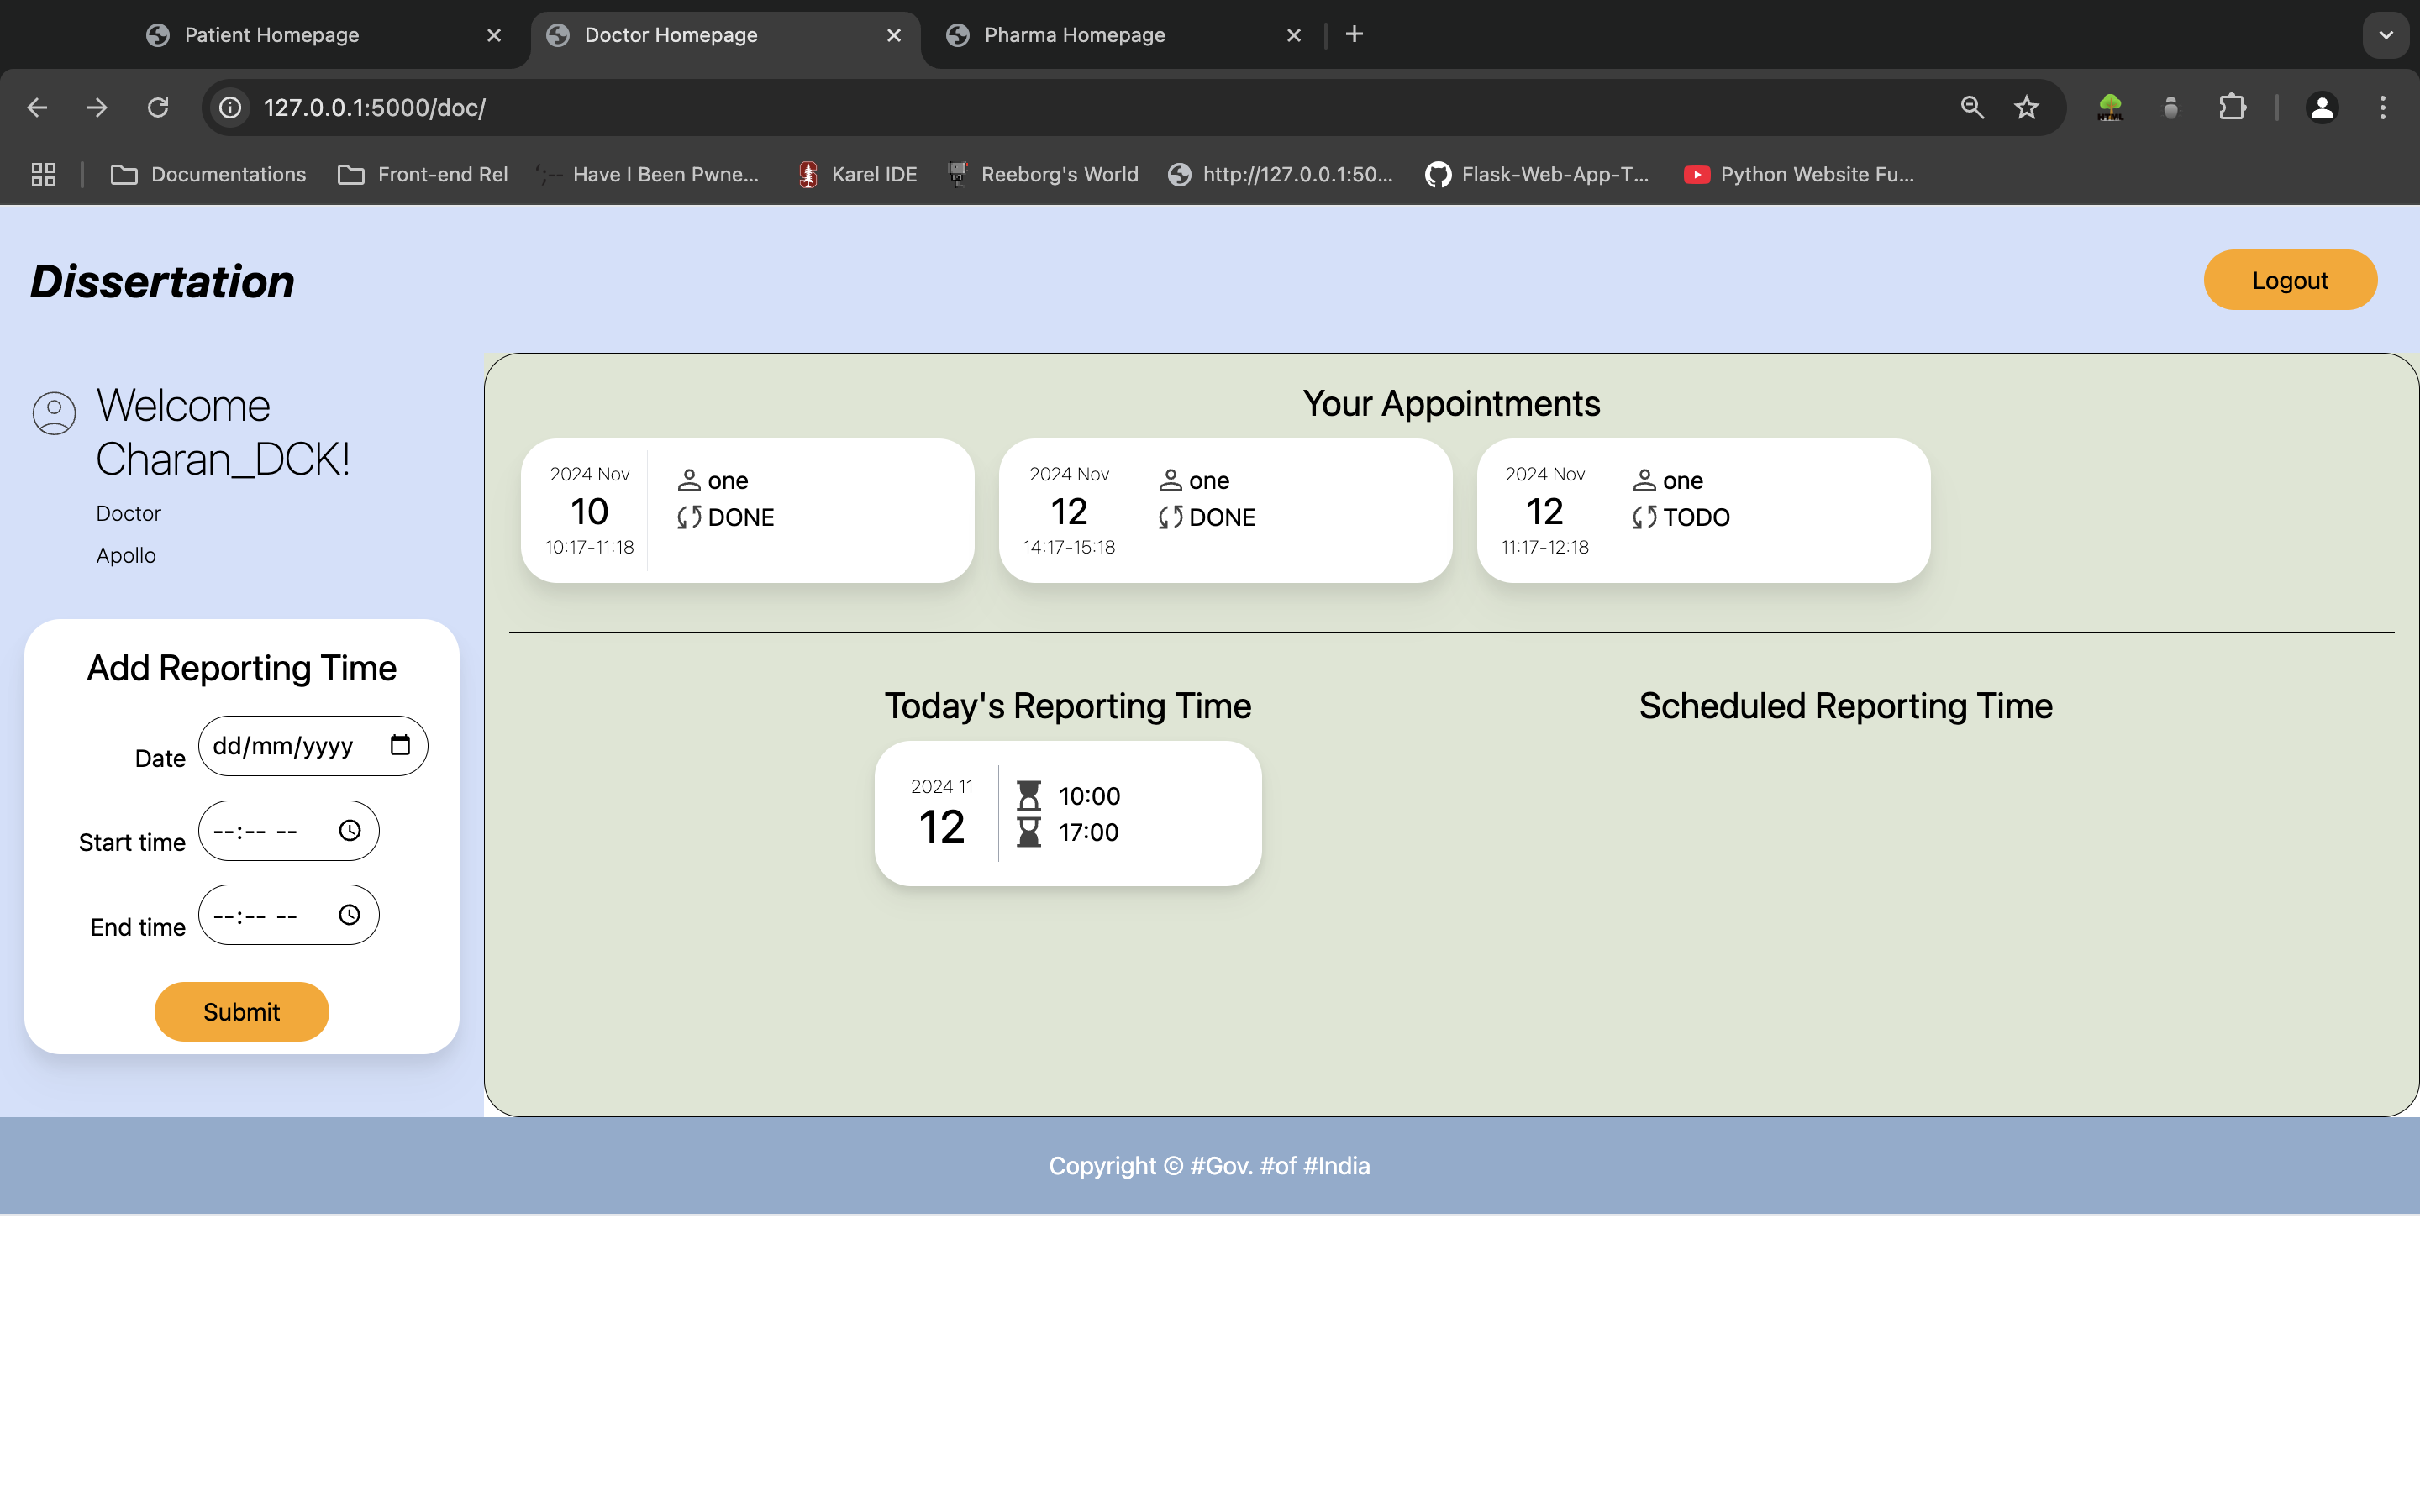 Patient Homepage
Doctor Homepage
Pharma Homepage
127.0.0.1:5000/doc/
Documentations
Front-end Rel
Have I Been Pwne...
Karel IDE
Reeborg's World
http://127.0.0.1:50...
Flask-Web-App-T...
Python Website Fu...
Dissertation
Logout
Welcome
Charan_DCK!
Doctor
Apollo
Add Reporting Time
Date
dd/mm/yyyy
Start time
--:-- --
End time
--:-- --
Submit
Your Appointments
2024 Nov
10
10:17-11:18
one
DONE
2024 Nov
12
14:17-15:18
one
DONE
2024 Nov
12
11:17-12:18
one
TODO
Today's Reporting Time
2024 11
12
10:00
17:00
Scheduled Reporting Time
Copyright © #Gov. #of #India